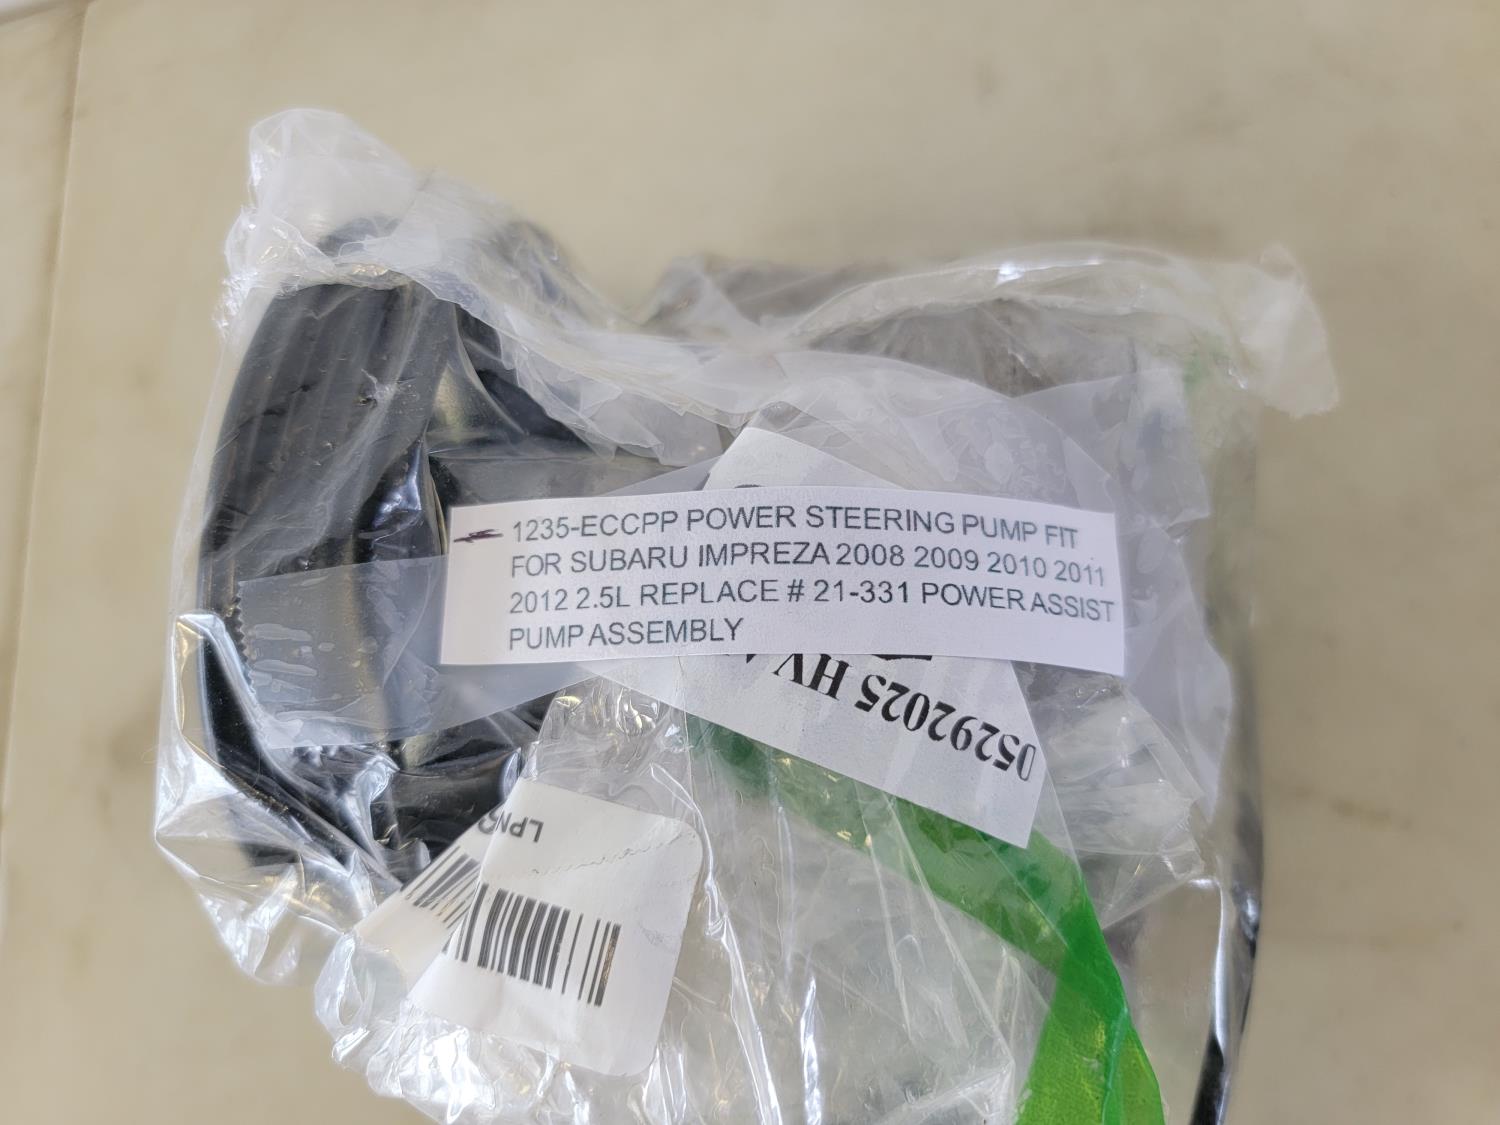 1235-ECCPP POWER STEERING PUMP FIT
FOR SUBARU IMPREZA 2008 2009 2010 2011
2012 2.5L REPLACE # 21-331 POWER ASSIST
PUMP ASSEMBLY
05292025 HV
LPN